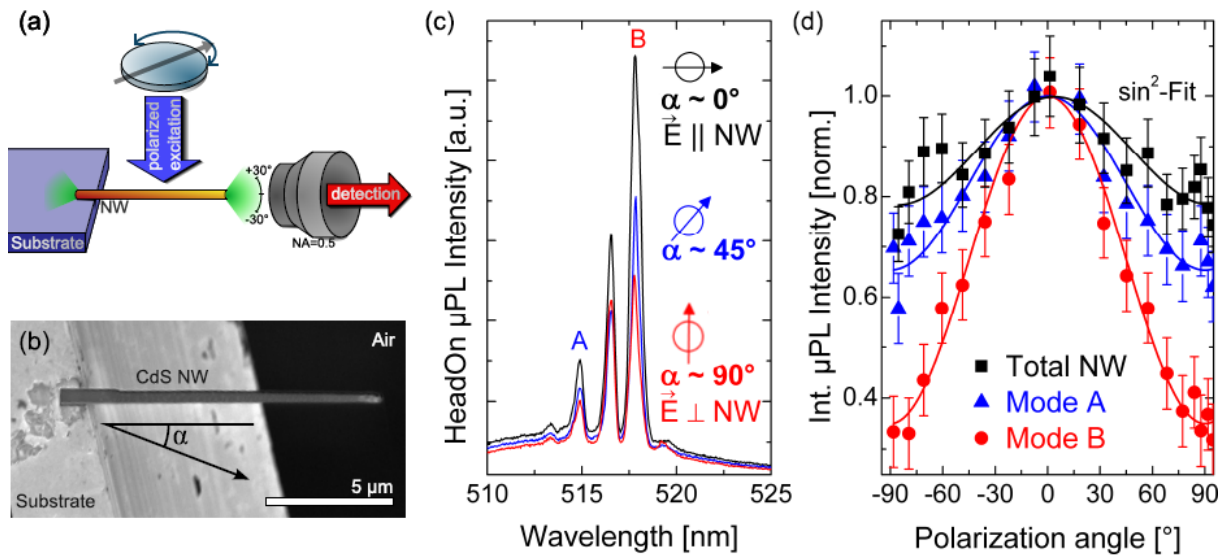 (a)
polarized
excitation
NW
Substrate
+30°
-30°
NA=0.5
detection
(b)
Air
CdS NW
α
Substrate
5 µm
(c)
HeadOn µPL Intensity [a.u.]
A
B
α ~ 0°
E⃗ || NW
α ~ 45°
α ~ 90°
E⃗ ⊥ NW
510 515 520 525
Wavelength [nm]
(d)
Int. µPL Intensity [norm.]
1.0
0.8
0.6
0.4
sin²-Fit
Total NW
Mode A
Mode B
-90 -60 -30 0 30 60 90
Polarization angle [°]